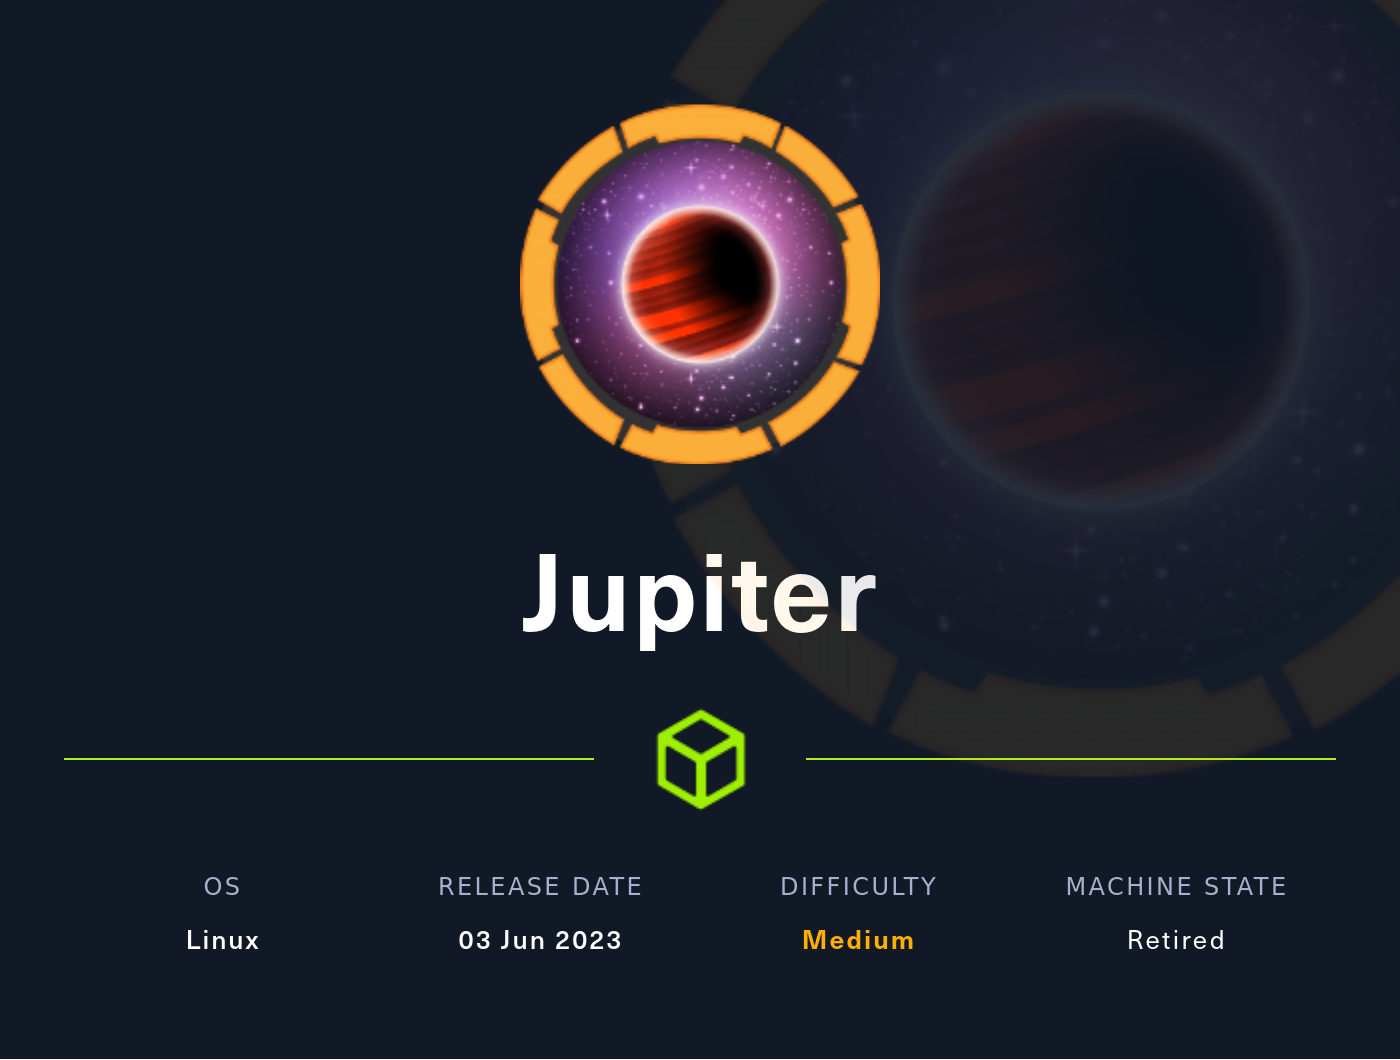 Jupiter
OS
RELEASE DATE
DIFFICULTY
MACHINE STATE
Linux
03 Jun 2023
Medium
Retired